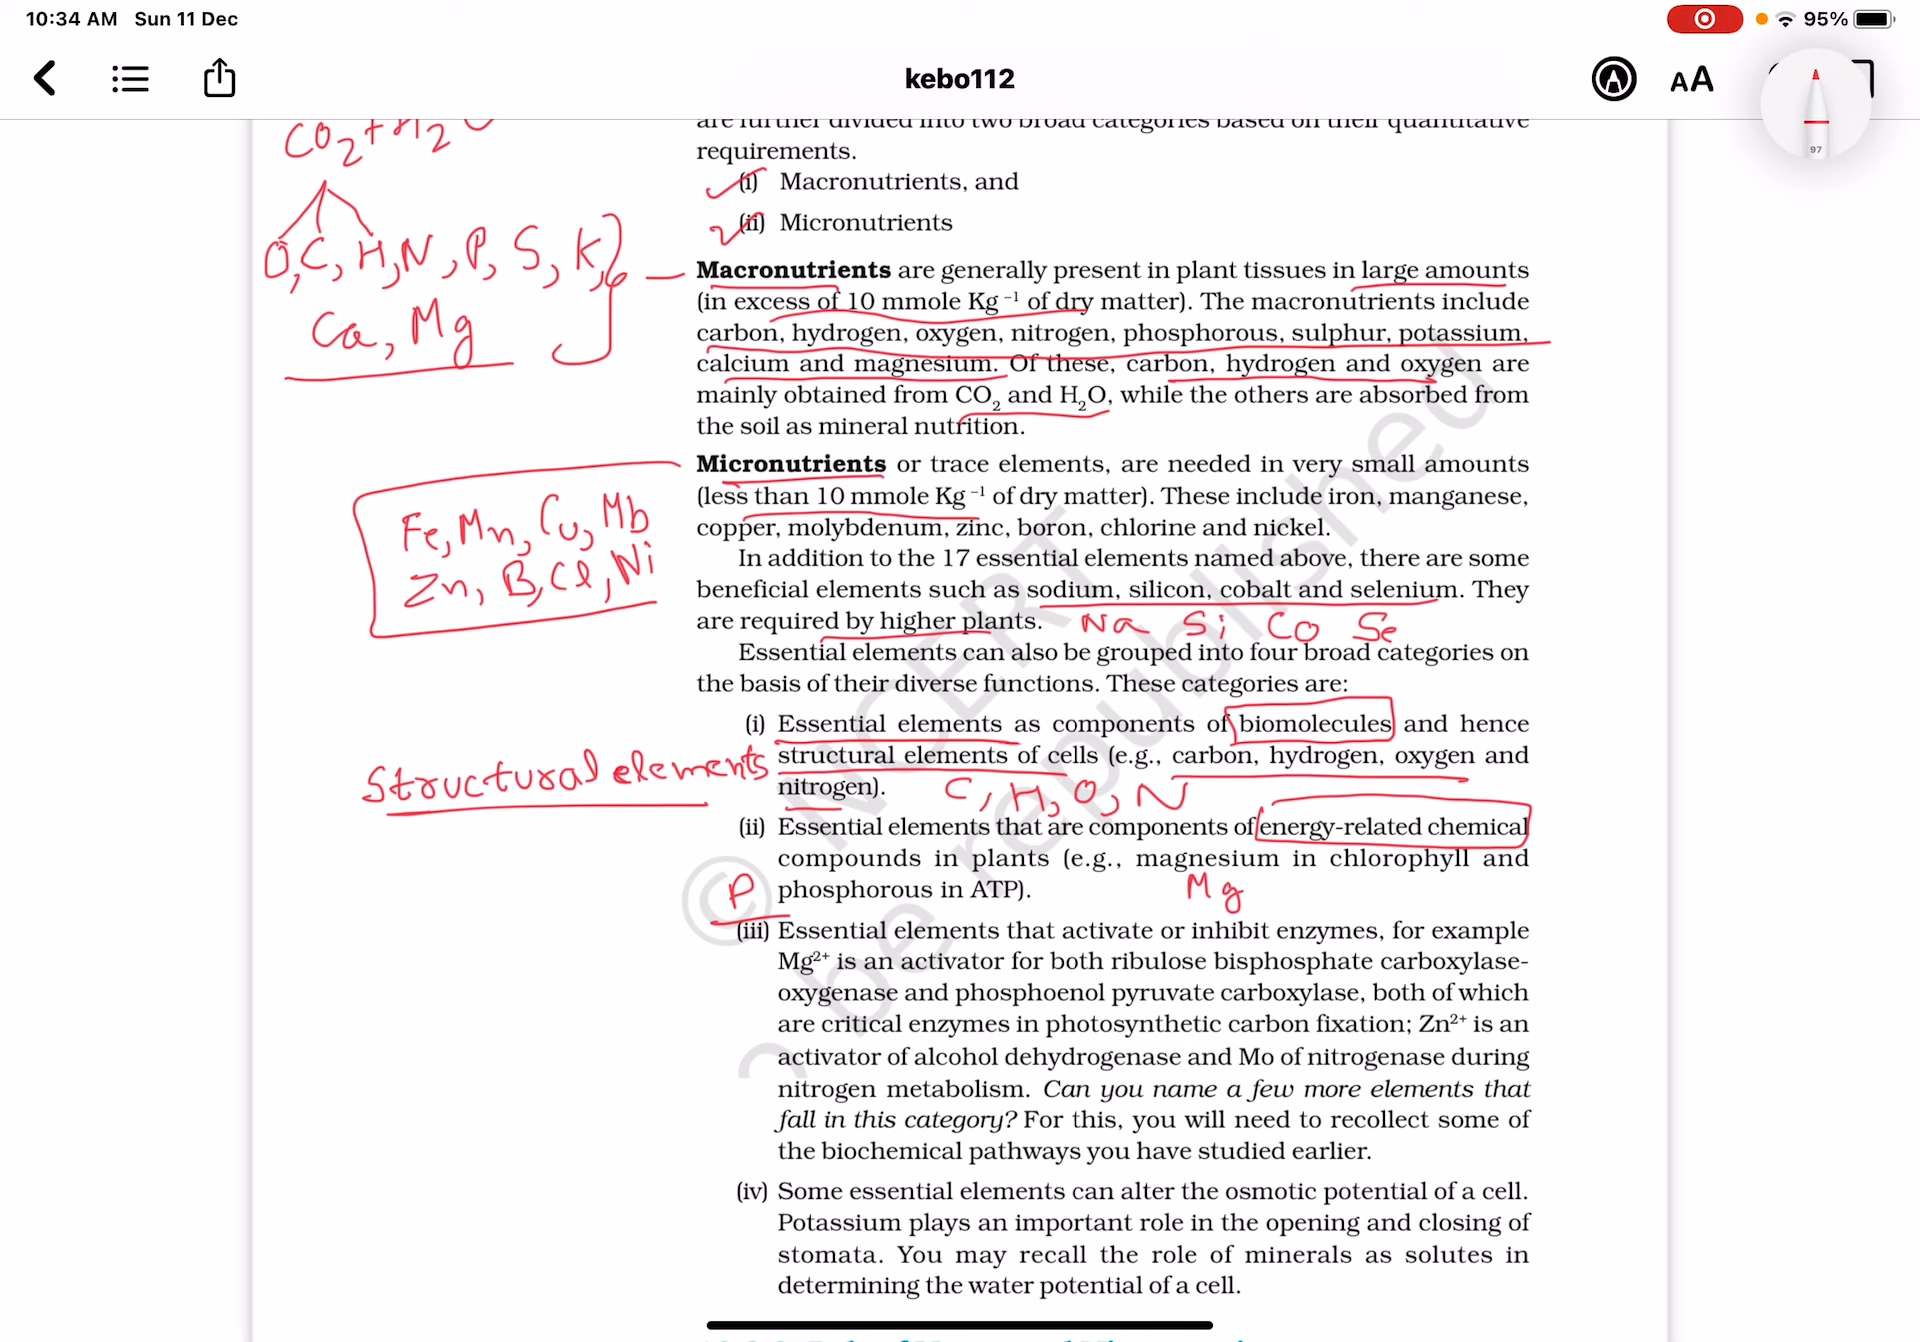 10:34 AM Sun 11 Dec
95%
kebo112
AA
97
CO2 + H2O
are further divided into two broad categories based on their quantitative
requirements.
(i) Macronutrients, and
(ii) Micronutrients
O, C, H, N, P, S, K,
Ca, Mg
Macronutrients are generally present in plant tissues in large amounts
(in excess of 10 mmole Kg⁻¹ of dry matter). The macronutrients include
carbon, hydrogen, oxygen, nitrogen, phosphorous, sulphur, potassium,
calcium and magnesium. Of these, carbon, hydrogen and oxygen are
mainly obtained from CO₂ and H₂O, while the others are absorbed from
the soil as mineral nutrition.
Micronutrients or trace elements, are needed in very small amounts
(less than 10 mmole Kg⁻¹ of dry matter). These include iron, manganese,
copper, molybdenum, zinc, boron, chlorine and nickel.
Fe, Mn, Cu, Mb
Zn, B, Cl, Ni
In addition to the 17 essential elements named above, there are some
beneficial elements such as sodium, silicon, cobalt and selenium. They
are required by higher plants.
Na Si Co Se
Essential elements can also be grouped into four broad categories on
the basis of their diverse functions. These categories are:
(i) Essential elements as components of biomolecules and hence
structural elements of cells (e.g., carbon, hydrogen, oxygen and
nitrogen).
Structural elements
C, H, O, N
(ii) Essential elements that are components of energy-related chemical
compounds in plants (e.g., magnesium in chlorophyll and
phosphorous in ATP).
P
Mg
(iii) Essential elements that activate or inhibit enzymes, for example
Mg²⁺ is an activator for both ribulose bisphosphate carboxylase-
oxygenase and phosphoenol pyruvate carboxylase, both of which
are critical enzymes in photosynthetic carbon fixation; Zn²⁺ is an
activator of alcohol dehydrogenase and Mo of nitrogenase during
nitrogen metabolism. Can you name a few more elements that
fall in this category? For this, you will need to recollect some of
the biochemical pathways you have studied earlier.
(iv) Some essential elements can alter the osmotic potential of a cell.
Potassium plays an important role in the opening and closing of
stomata. You may recall the role of minerals as solutes in
determining the water potential of a cell.
© NCERT
be republished